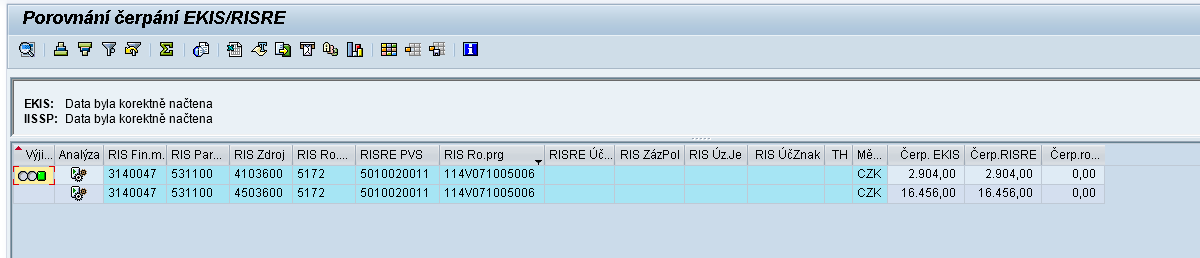 Porovnání čerpání EKIS/RISRE
EKIS: Data byla korektně načtena
IISSP: Data byla korektně načtena
Výji... Analýza RIS Fin.m. RIS Par... RIS Zdroj RIS Ro.... RISRE PVS RIS Ro.prg RISRE Úč... RIS ZázPol RIS Úz.Je RIS ÚčZnak TH Mě... Čerp. EKIS Čerp.RISRE Čerp.ro...
3140047 531100 4103600 5172 5010020011 114V071005006 CZK 2.904,00 2.904,00 0,00
3140047 531100 4503600 5172 5010020011 114V071005006 CZK 16.456,00 16.456,00 0,00